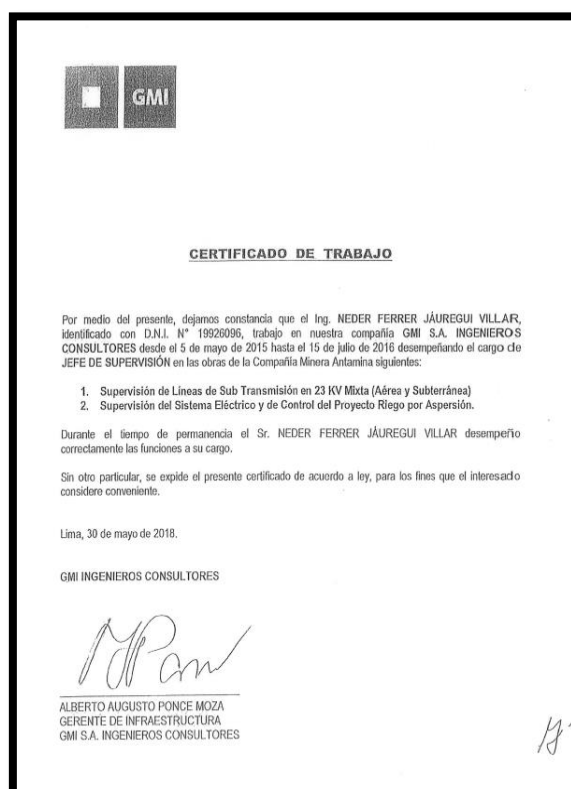 GMI
CERTIFICADO DE TRABAJO
Por medio del presente, dejamos constancia que el Ing. NEDER FERRER JÁUREGUI VILLAR,
identificado con D.N.I. N° 19926096, trabajo en nuestra compañía GMI S.A. INGENIEROS
CONSULTORES desde el 5 de mayo de 2015 hasta el 15 de julio de 2016 desempeñando el cargo de
JEFE DE SUPERVISIÓN en las obras de la Compañía Minera Antamina siguientes:
1. Supervisión de Lineas de Sub Transmisión en 23 KV Mixta (Aérea y Subterránea)
2. Supervisión del Sistema Eléctrico y de Control del Proyecto Riego por Aspersión.
Durante el tiempo de permanencia el Sr. NEDER FERRER JÁUREGUI VILLAR desempeño
correctamente las funciones a su cargo.
Sin otro particular, se expide el presente certificado de acuerdo a ley, para los fines que el interesado
considere conveniente.
Lima, 30 de mayo de 2018.
GMI INGENIEROS CONSULTORES
ALBERTO AUGUSTO PONCE MOZA
GERENTE DE INFRAESTRUCTURA
GMI S.A. INGENIEROS CONSULTORES